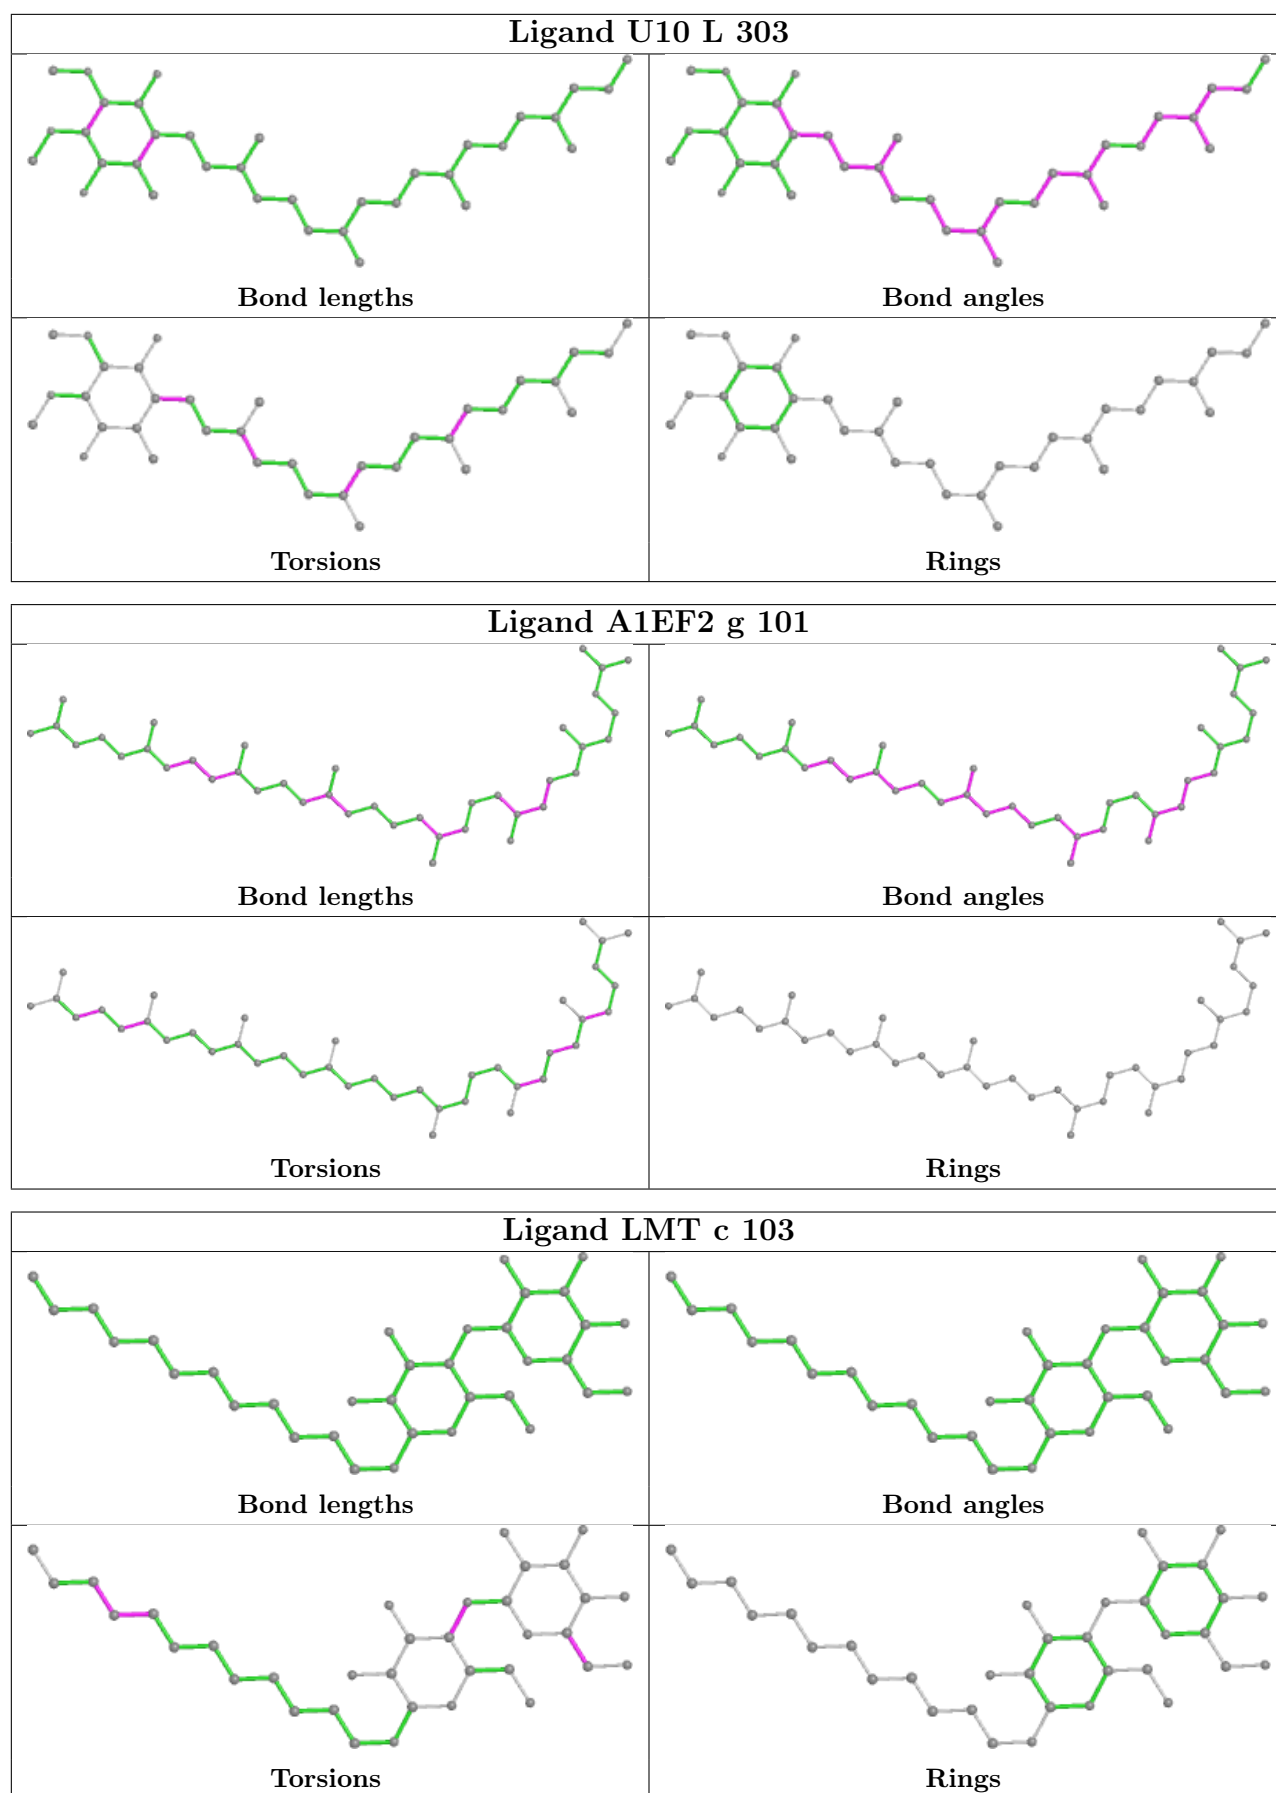 Ligand U10 L 303
Bond lengths
Bond angles
Torsions
Rings
Ligand A1EF2 g 101
Bond lengths
Bond angles
Torsions
Rings
Ligand LMT c 103
Bond lengths
Bond angles
Torsions
Rings